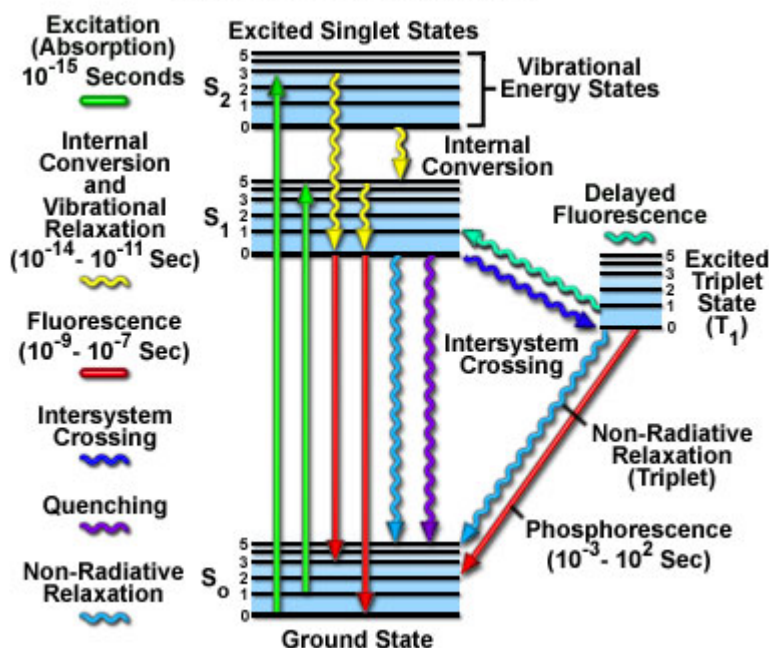 Excitation
(Absorption)
10^-15 Seconds
Internal
Conversion
and
Vibrational
Relaxation
(10^-14 - 10^-11 Sec)
Fluorescence
(10^-9 - 10^-7 Sec)
Intersystem
Crossing
Quenching
Non-Radiative
Relaxation
Excited Singlet States
S2
5
3
2
1
0
Vibrational
Energy States
Internal
Conversion
S1
5
3
2
1
0
Delayed
Fluorescence
5
3
2
1
0
Excited
Triplet
State
(T1)
Intersystem
Crossing
Non-Radiative
Relaxation
(Triplet)
Phosphorescence
(10^-3 - 10^2 Sec)
So
5
3
2
1
0
Ground State